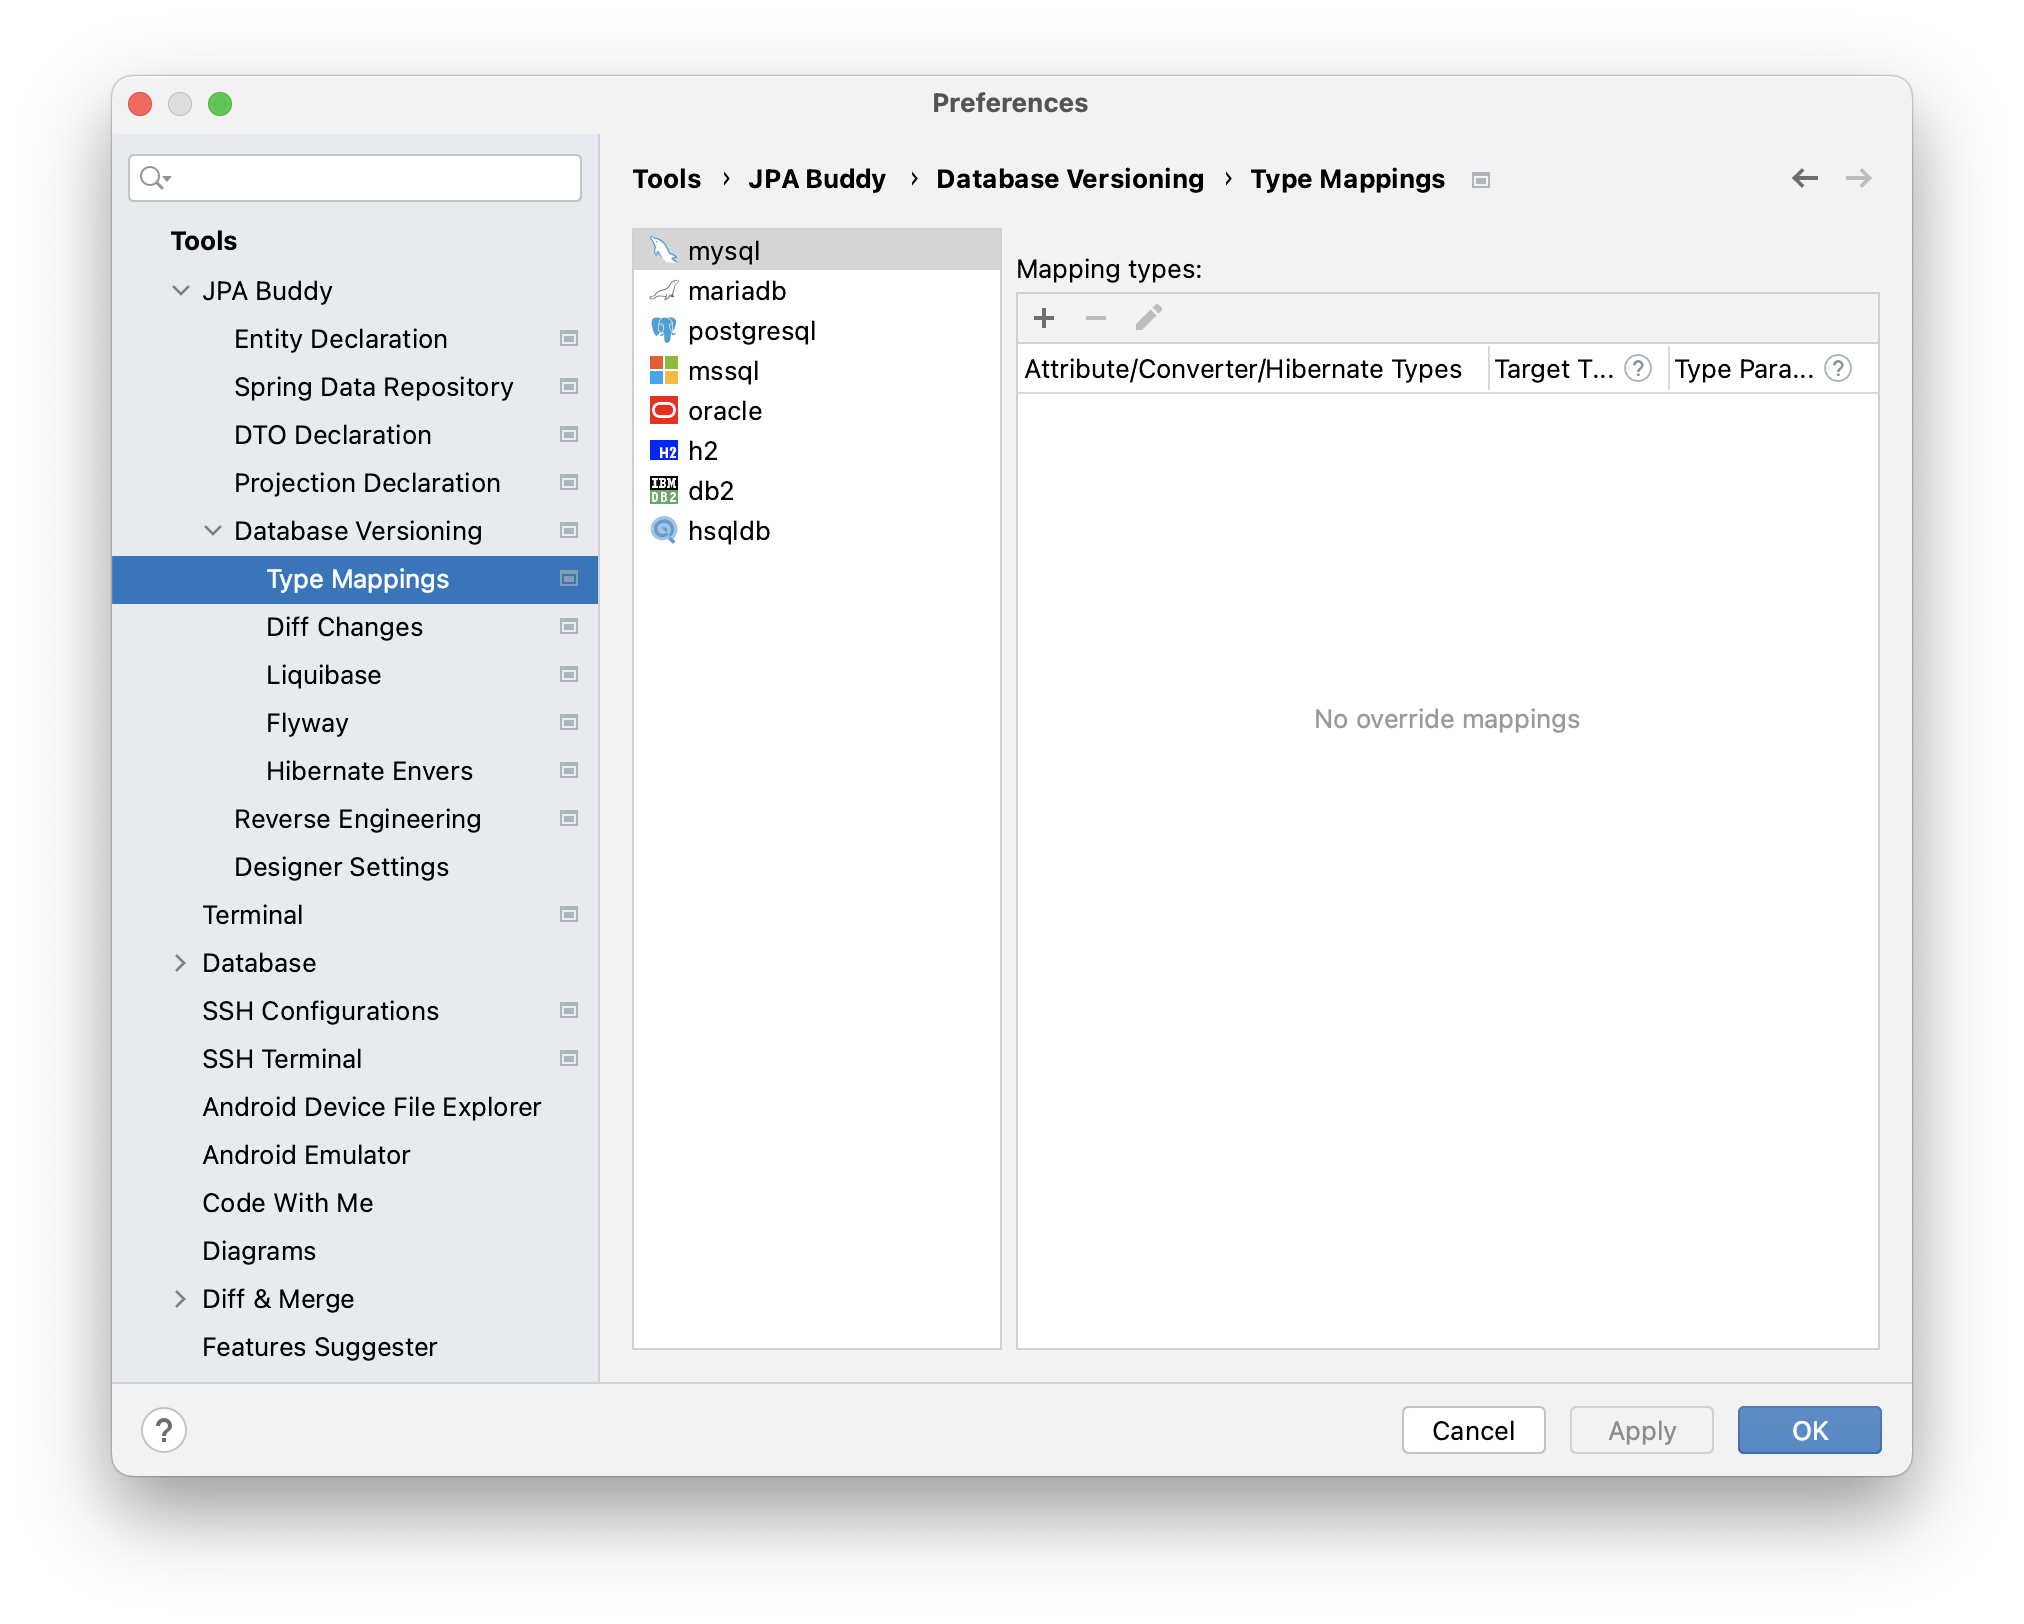 Preferences
Tools
JPA Buddy
Entity Declaration
Spring Data Repository
DTO Declaration
Projection Declaration
Database Versioning
Type Mappings
Diff Changes
Liquibase
Flyway
Hibernate Envers
Reverse Engineering
Designer Settings
Terminal
Database
SSH Configurations
SSH Terminal
Android Device File Explorer
Android Emulator
Code With Me
Diagrams
Diff & Merge
Features Suggester
Tools › JPA Buddy › Database Versioning › Type Mappings
mysql
mariadb
postgresql
mssql
oracle
H2 h2
IBM DB2 db2
hsqldb
Mapping types:
Attribute/Converter/Hibernate Types Target T... ? Type Para... ?
No override mappings
? Cancel Apply OK